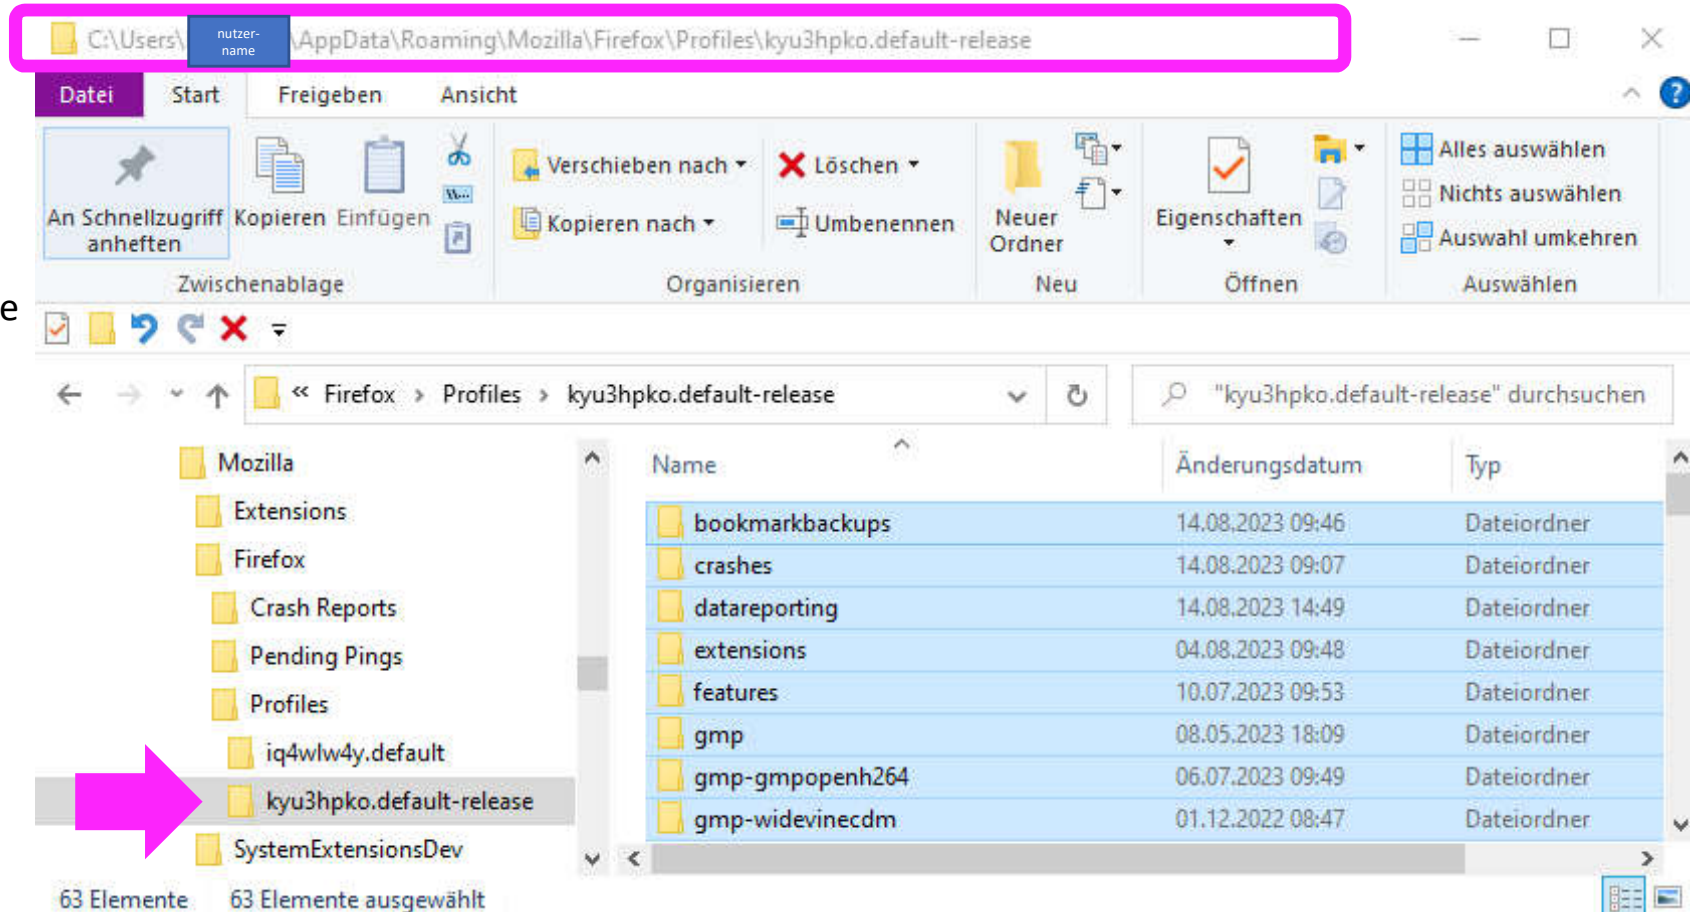 C:\Users\ nutzer-name \AppData\Roaming\Mozilla\Firefox\Profiles\kyu3hpko.default-release
Datei Start Freigeben Ansicht
An Schnellzugriff anheften
Kopieren
Einfügen
Verschieben nach
Kopieren nach
Löschen
Umbenennen
Neuer Ordner
Eigenschaften
Alles auswählen
Nichts auswählen
Auswahl umkehren
Zwischenablage Organisieren Neu Öffnen Auswählen
e
« Firefox > Profiles > kyu3hpko.default-release
"kyu3hpko.default-release" durchsuchen
Mozilla
Extensions
Firefox
Crash Reports
Pending Pings
Profiles
iq4wlw4y.default
kyu3hpko.default-release
SystemExtensionsDev
Name Änderungsdatum Typ
bookmarkbackups 14.08.2023 09:46 Dateiordner
crashes 14.08.2023 09:07 Dateiordner
datareporting 14.08.2023 14:49 Dateiordner
extensions 04.08.2023 09:48 Dateiordner
features 10.07.2023 09:53 Dateiordner
gmp 08.05.2023 18:09 Dateiordner
gmp-gmpopenh264 06.07.2023 09:49 Dateiordner
gmp-widevinecdm 01.12.2022 08:47 Dateiordner
63 Elemente 63 Elemente ausgewählt